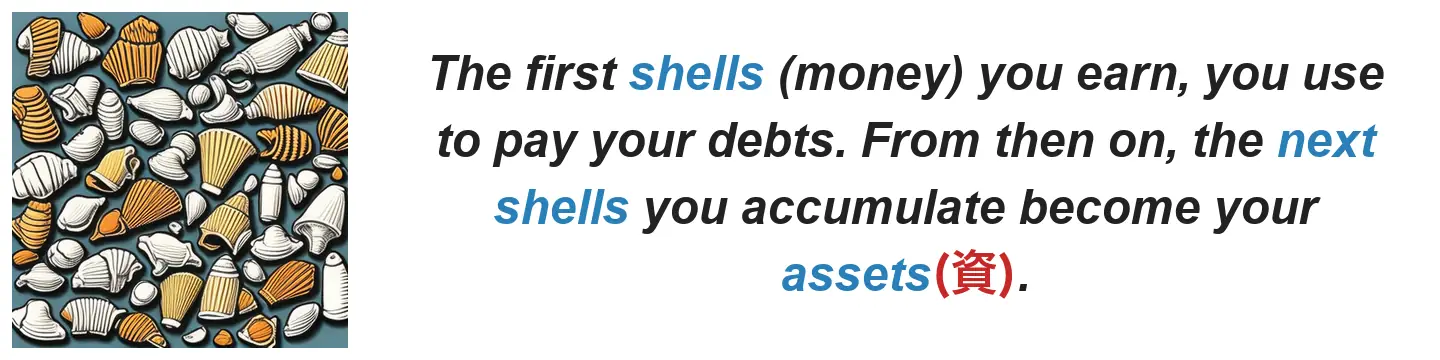 The first shells (money) you earn, you use
to pay your debts. From then on, the next
shells you accumulate become your
assets(資).